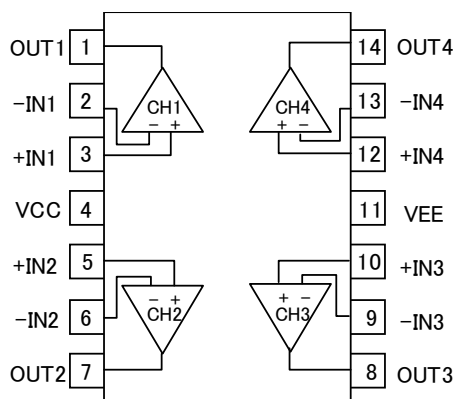 OUT1 1 14 OUT4
-IN1 2 CH1 CH4 13 -IN4
- + + -
+IN1 3 12 +IN4
VCC 4 11 VEE
+IN2 5 10 +IN3
- + + -
-IN2 6 CH2 CH3 9 -IN3
OUT2 7 8 OUT3